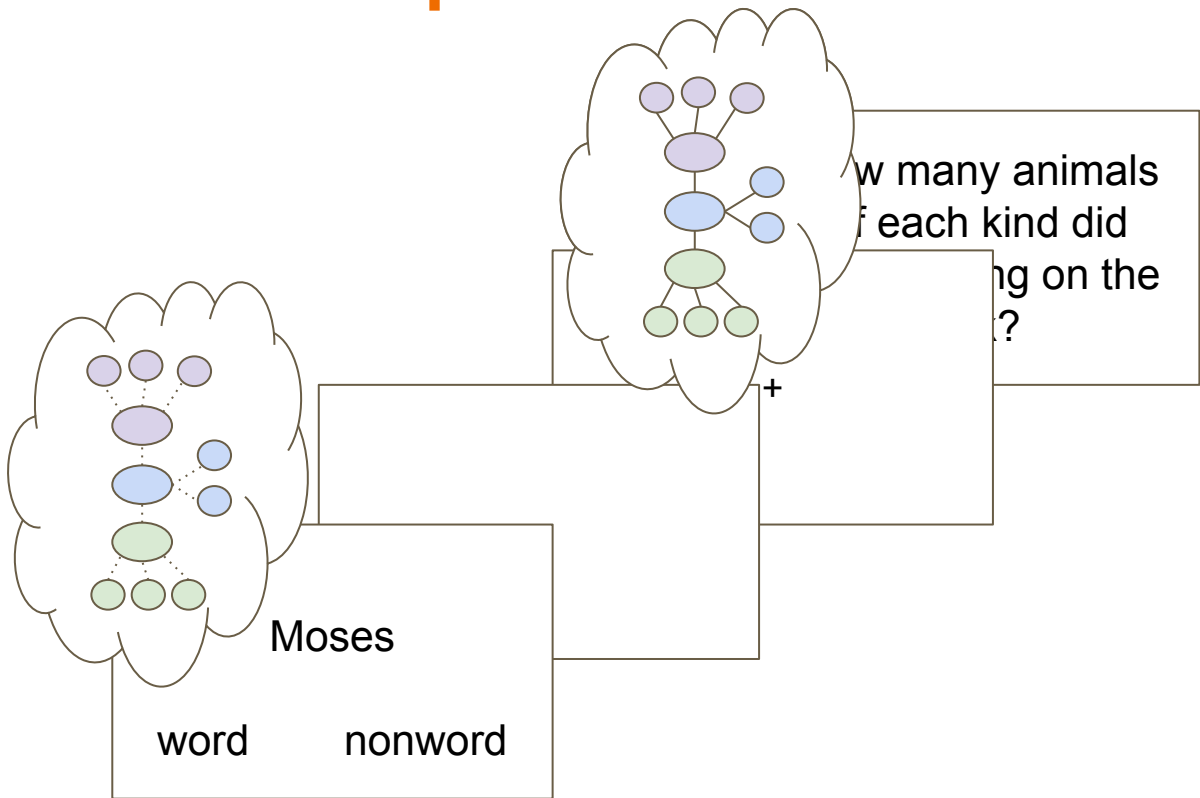 many animals
each kind did
on the
?
+
Moses
word nonword